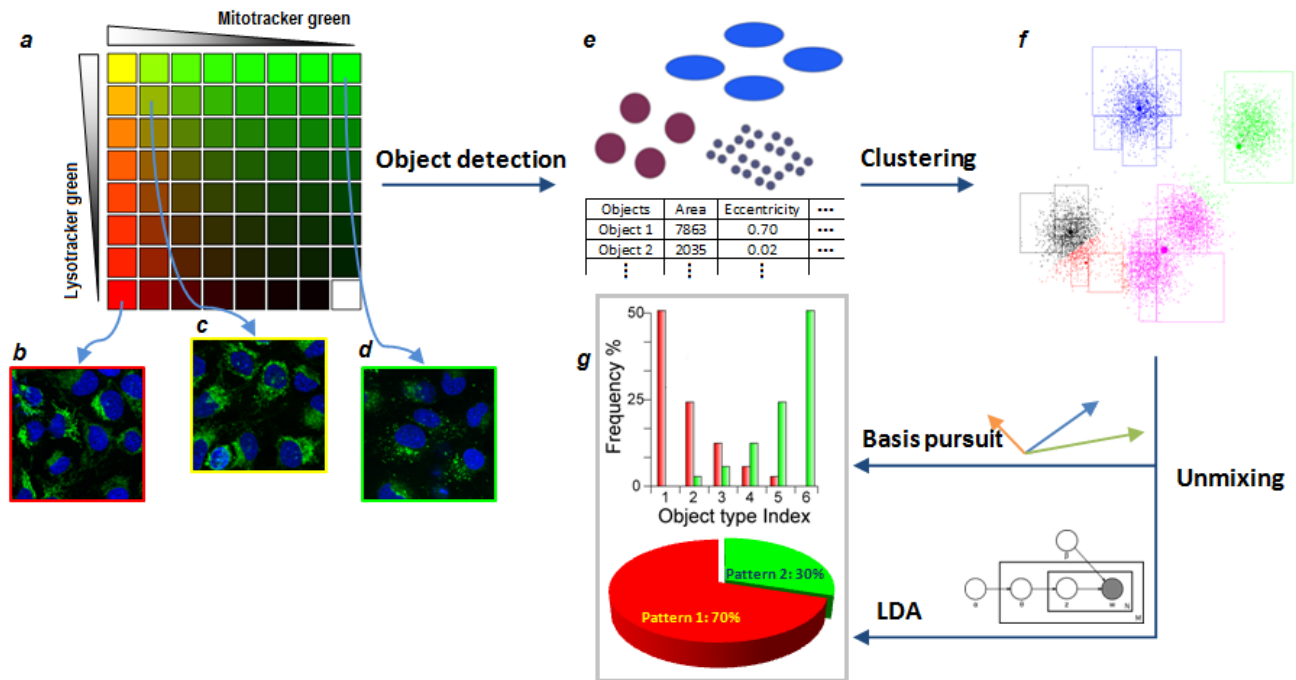 Mitotracker green
a
Lysotracker green
b
c
d
Object detection
e
Objects Area Eccentricity ...
Object 1 7863 0.70 ...
Object 2 2035 0.02 ...
Clustering
f
g
Frequency %
50
25
0
1 2 3 4 5 6
Object type Index
Pattern 2: 30%
Pattern 1: 70%
Basis pursuit
Unmixing
LDA
β
α θ z w N
M